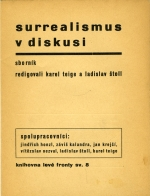 surrealismus
v diskusi
sborník
redigovali karel teige a ladislav štoll
spolupracovníci:
jindřich honzl, záviš kalandra, jan krejčí,
vítězslav nezval, ladislav štoll, karel teige
knihovna levé fronty sv. 8